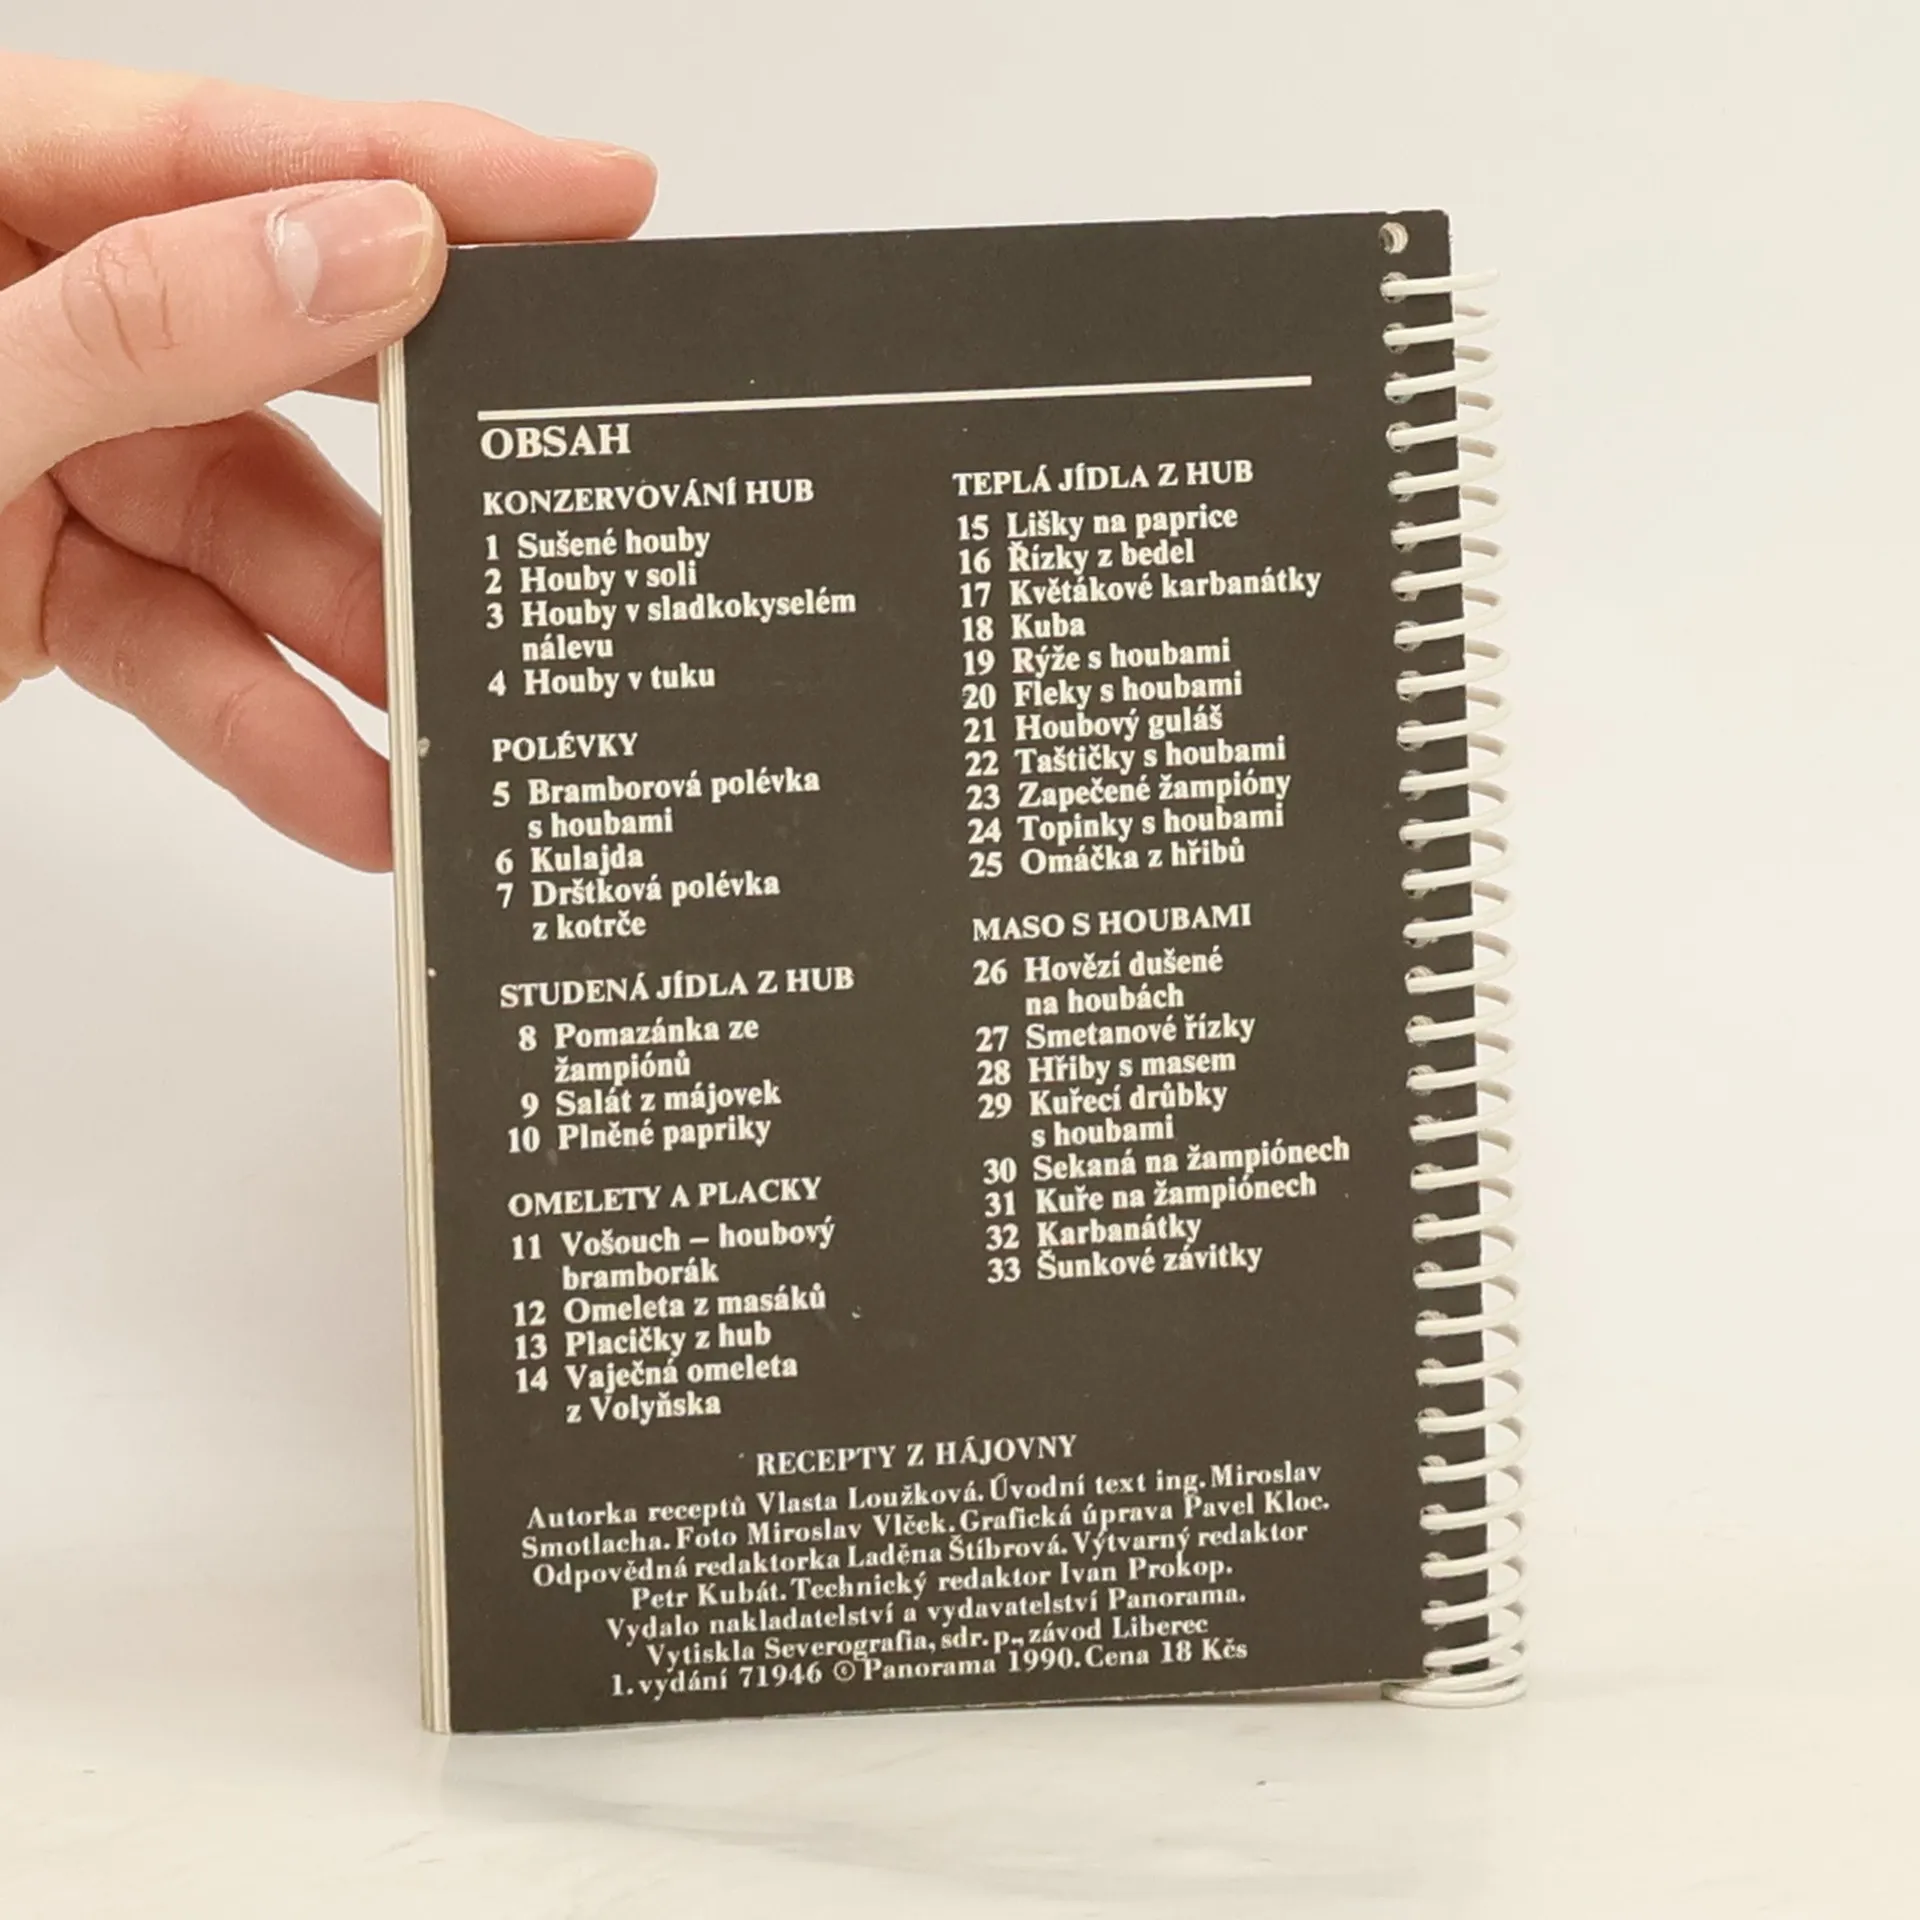 OBSAH
KONZERVOVÁNÍ HUB
1 Sušené houby
2 Houby v soli
3 Houby v sladkokyselém
nálevu
4 Houby v tuku
POLÉVKY
5 Bramborová polévka
s houbami
6 Kulajda
7 Drštková polévka
z kotrče
STUDENÁ JÍDLA Z HUB
8 Pomazánka ze
žampiónů
9 Salát z májovek
10 Plněné papriky
OMELETY A PLACKY
11 Vošouch – houbový
bramborák
12 Omeleta z masáků
13 Placičky z hub
14 Vaječná omeleta
z Volyňska
TEPLÁ JÍDLA Z HUB
15 Lišky na paprice
16 Řízky z bedel
17 Květákové karbanátky
18 Kuba
19 Rýže s houbami
20 Fleky s houbami
21 Houbový guláš
22 Taštičky s houbami
23 Zapečené žampióny
24 Topinky s houbami
25 Omáčka z hřibů
MASO S HOUBAMI
26 Hovězí dušené
na houbách
27 Smetanové řízky
28 Hřiby s masem
29 Kuřecí drůbky
s houbami
30 Sekaná na žampiónech
31 Kuře na žampiónech
32 Karbanátky
33 Šunkové závitky
RECEPTY Z HÁJOVNY
Autorka receptů Vlasta Loužková. Úvodní text ing. Miroslav
Smotlacha. Foto Miroslav Vlček. Grafická úprava Pavel Kloc.
Odpovědná redaktorka Laděna Štíbrová. Výtvarný redaktor
Petr Kubát. Technický redaktor Ivan Prokop.
Vydalo nakladatelství a vydavatelství Panorama.
Vytiskla Severografia, sdr. p., závod Liberec
1. vydání 71946 © Panorama 1990. Cena 18 Kčs